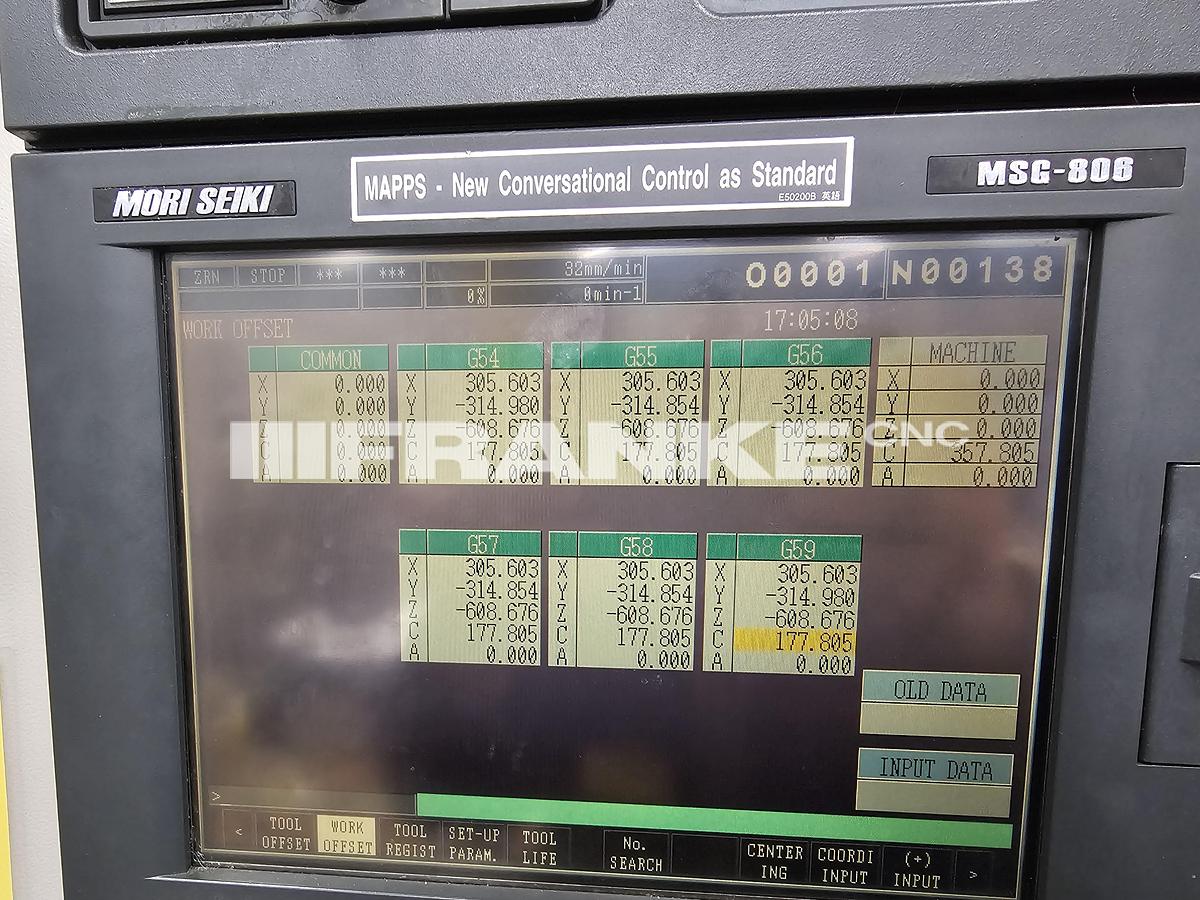 MORI SEIKI
MAPPS - New Conversational Control as Standard
E50200B 英語
MSG-806
ZRN STOP *** *** 32mm/min
0% 0min-1
O0001 N00138
WORK OFFSET
17:05:08
COMMON
X 0.000
Y 0.000
Z 0.000
C 0.000
A 0.000
G54
X 305.603
Y -314.980
Z -608.676
C 177.805
A 0.000
G55
X 305.603
Y -314.854
Z -608.676
C 177.805
A 0.000
G56
X 305.603
Y -314.854
Z -608.676
C 177.805
A 0.000
MACHINE
X 0.000
Y 0.000
Z 0.000
C 357.805
A 0.000
FRANKE CNC
G57
X 305.603
Y -314.854
Z -608.676
C 177.805
A 0.000
G58
X 305.603
Y -314.854
Z -608.676
C 177.805
A 0.000
G59
X 305.603
Y -314.980
Z -608.676
C 177.805
A 0.000
OLD DATA
INPUT DATA
>
<
TOOL
OFFSET
WORK
OFFSET
TOOL
REGIST
SET-UP
PARAM.
TOOL
LIFE
No.
SEARCH
CENTER
ING
COORDI
INPUT
(+)
INPUT
>